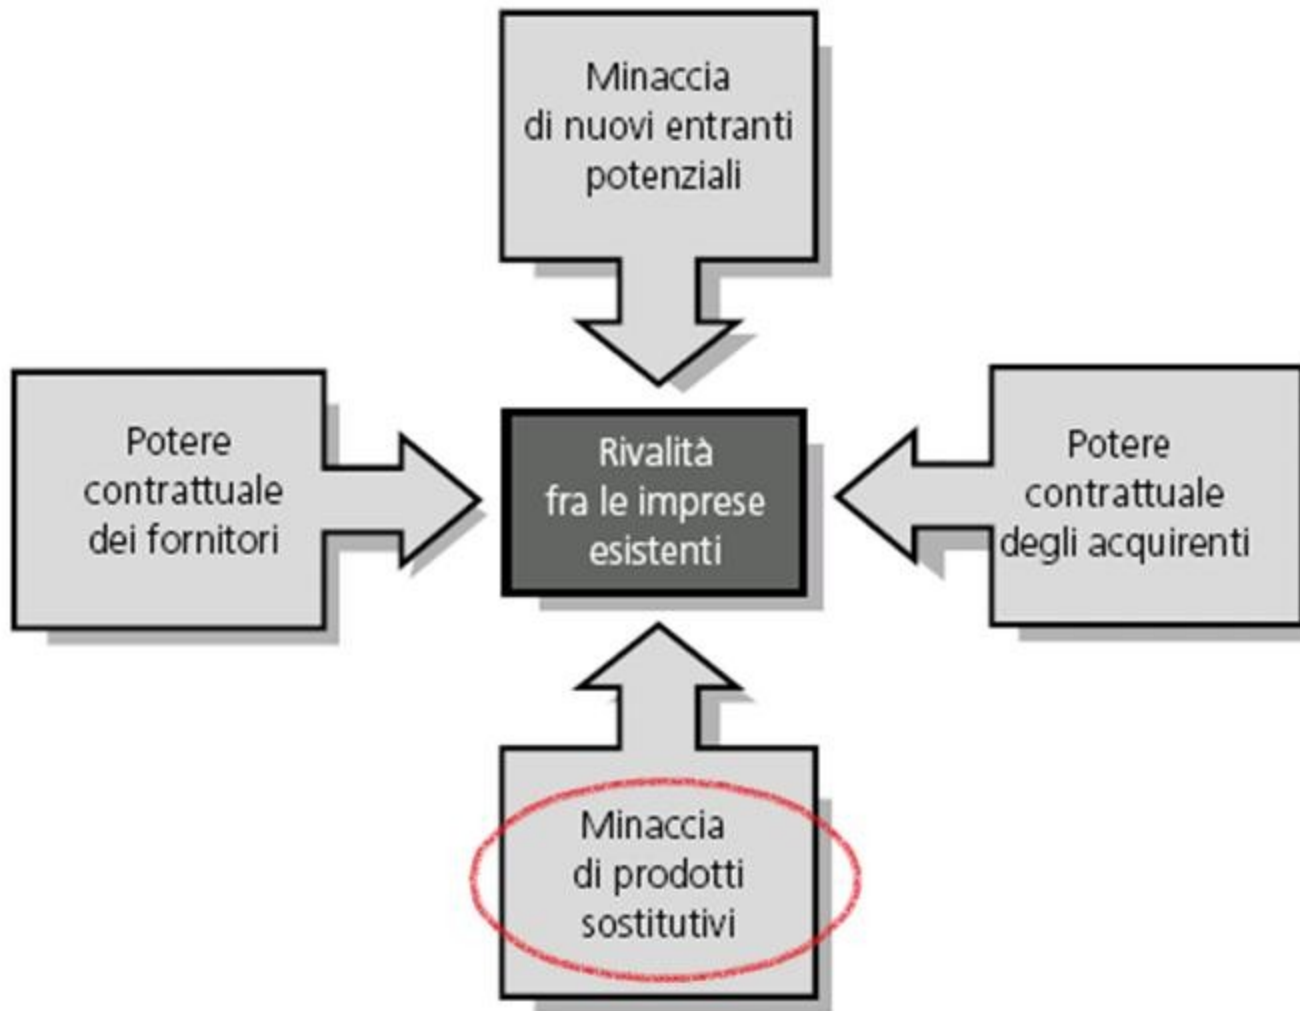 Minaccia
di nuovi entranti
potenziali
Potere
contrattuale
dei fornitori
Rivalità
fra le imprese
esistenti
Potere
contrattuale
degli acquirenti
Minaccia
di prodotti
sostitutivi